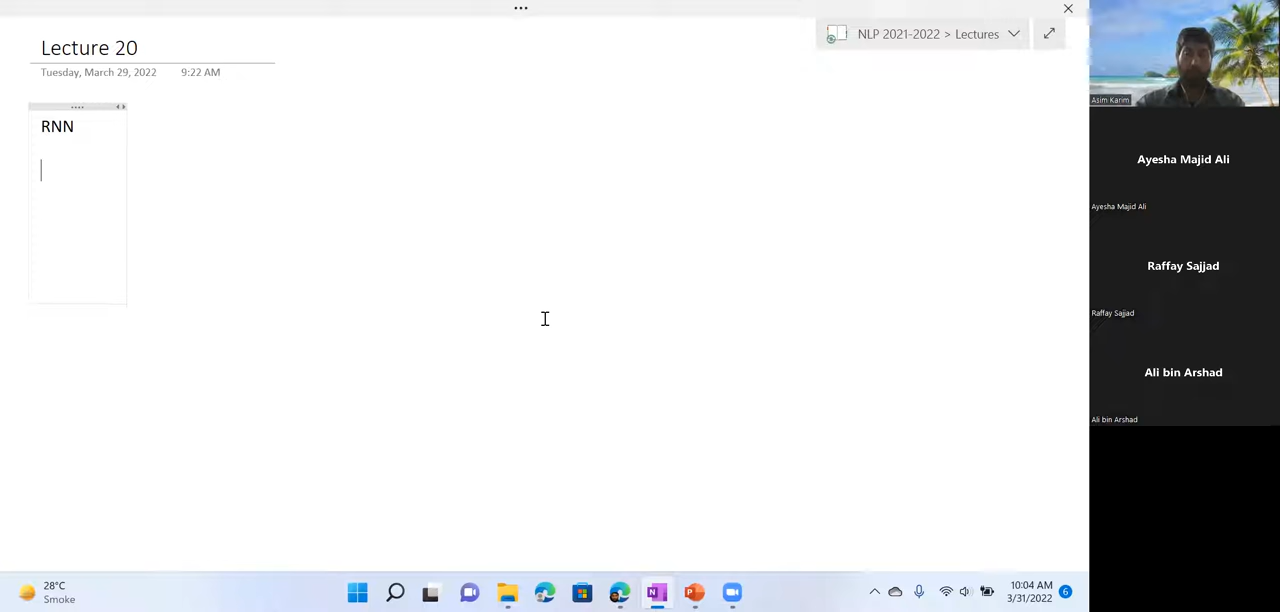 Lecture 20
Tuesday, March 29, 2022 9:22 AM
NLP 2021-2022 > Lectures
RNN
Asim Karim
Ayesha Majid Ali
Ayesha Majid Ali
Raffay Sajjad
Raffay Sajjad
Ali bin Arshad
Ali bin Arshad
28°C
Smoke
10:04 AM
3/31/2022
6